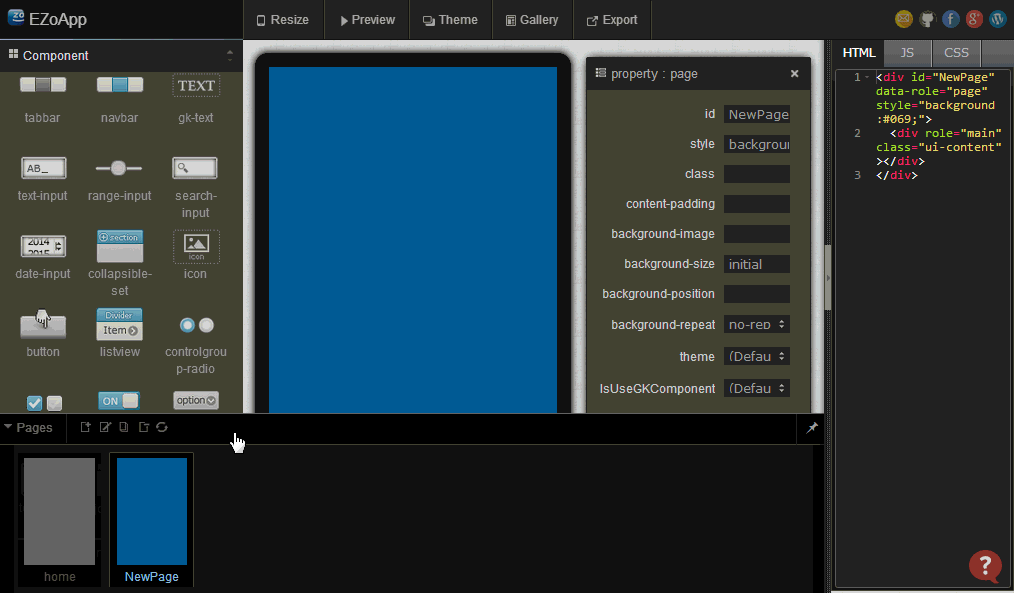 EZoApp
Resize
Preview
Theme
Gallery
Export
Component
TEXT
tabbar
navbar
gk-text
AB_
text-input
range-input
search-
input
2014
2015
section
icon
date-input
collapsible-
set
icon
Divider
Item
button
listview
controlgrou
p-radio
ON
option
property : page
id
NewPage
style
backgroun
class
content-padding
background-image
background-size
initial
background-position
background-repeat
no-rep
theme
(Defau
IsUseGKComponent
(Defau
HTML
JS
CSS
1
<div id="NewPage"
data-role="page"
style="background
:#069;">
2
<div role="main"
class="ui-content"
></div>
3
</div>
Pages
home
NewPage
?